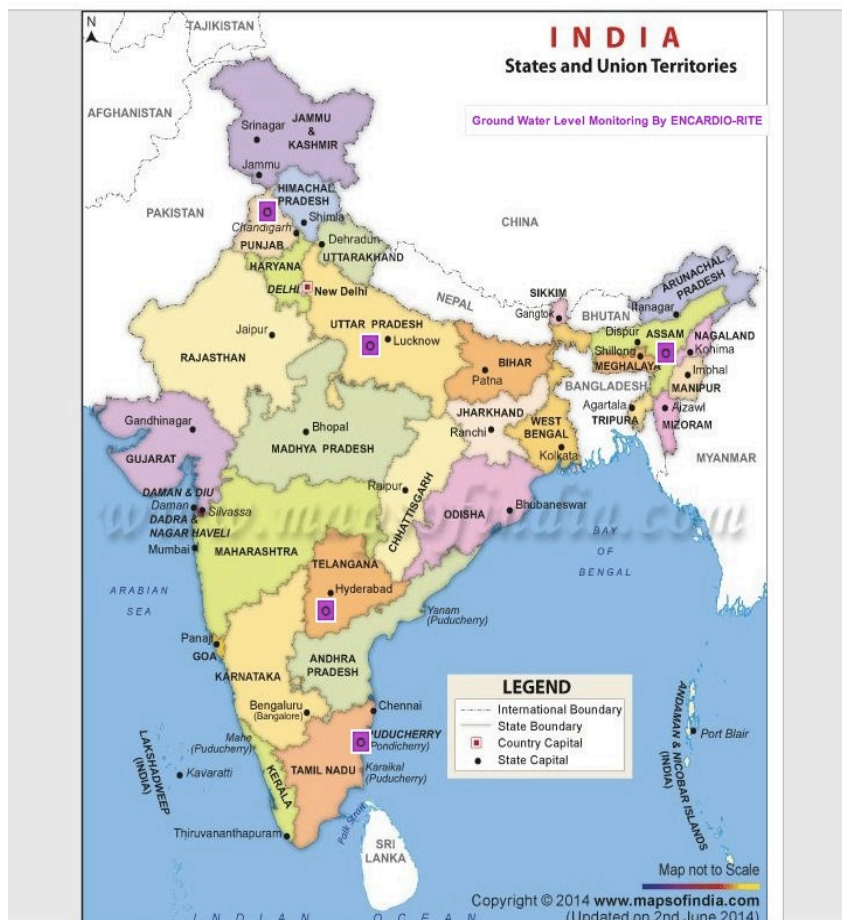 N
TAJIKISTAN
INDIA
States and Union Territories
AFGHANISTAN
Ground Water Level Monitoring By ENCARDIO-RITE
JAMMU
&
KASHMIR
Srinagar
Jammu
HIMACHAL
PRADESH
PAKISTAN
Shimla
CHINA
Chandigarh
PUNJAB
Dehradun
UTTARAKHAND
HARYANA
DELHI
New Delhi
ARUNACHAL
PRADESH
NEPAL
SIKKIM
Gangtok
BHUTAN
Itanagar
UTTAR PRADESH
Lucknow
Jaipur
RAJASTHAN
Dispur
ASSAM
NAGALAND
Shillong
Kohima
MEGHALAYA
BIHAR
Patna
Imphal
MANIPUR
BANGLADESH
Gandhinagar
GUJARAT
Bhopal
MADHYA PRADESH
JHARKHAND
Ranchi
WEST
BENGAL
Kolkata
Agartala
TRIPURA
Aizawl
MIZORAM
MYANMAR
Raipur
CHHATTISGARH
DAMAN & DIU
Daman
Silvassa
DADRA &
NAGAR HAVELI
Mumbai
MAHARASHTRA
ODISHA
Bhubaneswar
www.mapsofindia.com
BAY
OF
BENGAL
ARABIAN
SEA
TELANGANA
Hyderabad
Yanam
(Puducherry)
Panaji
GOA
KARNATAKA
ANDHRA
PRADESH
Bengaluru
(Bangalore)
Chennai
LEGEND
International Boundary
State Boundary
Country Capital
State Capital
Mahe
(Puducherry)
PUDUCHERRY
(Pondicherry)
Karaikal
(Puducherry)
TAMIL NADU
KERALA
LAKSHADWEEP
(INDIA)
Kavaratti
Thiruvananthapuram
Palk Strait
SRI
LANKA
ANDAMAN & NICOBAR ISLANDS
(INDIA)
Port Blair
Map not to Scale
Copyright © 2014 www.mapsofindia.com
(Updated on 2nd June 2014)
INDIAN OCEAN